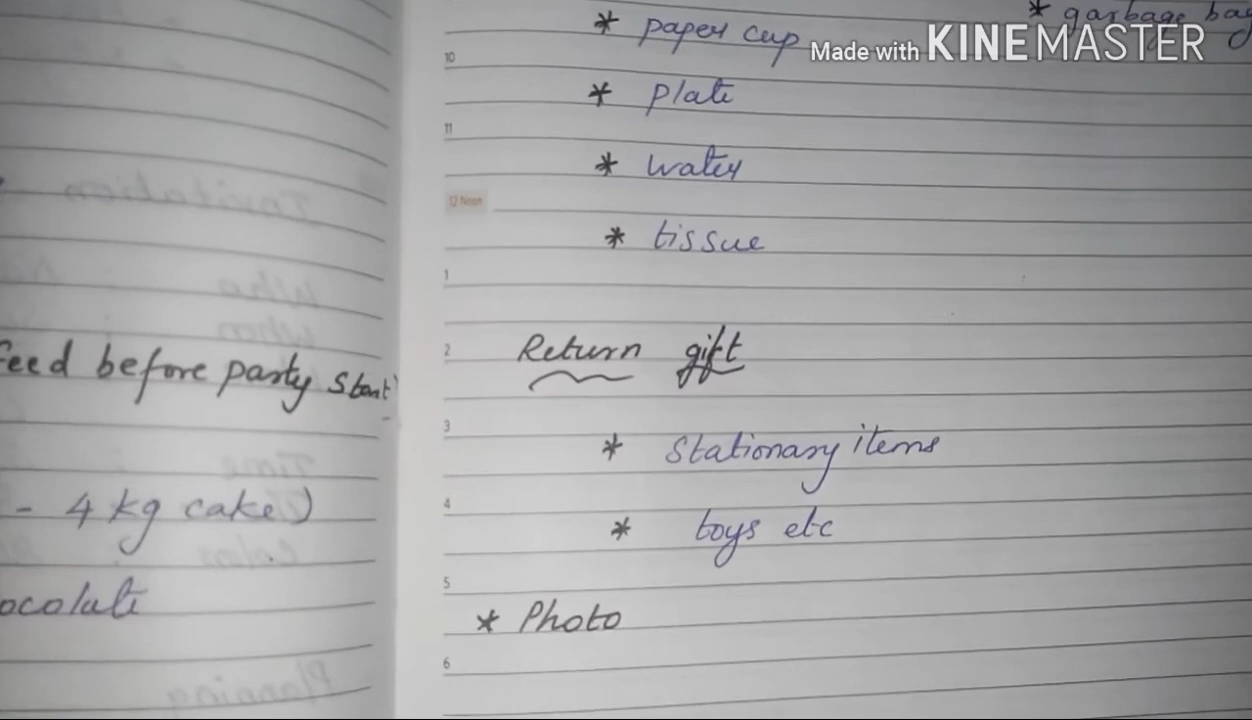 feed before party start
- 4 kg cake)
* paper cup
* garbage bag
Made with KINEMASTER
10
* plate
11
* water
12 Noon
* tissue
1
2
Return gift
3
* Stationary items
4
* toys etc
5
* Photo
6